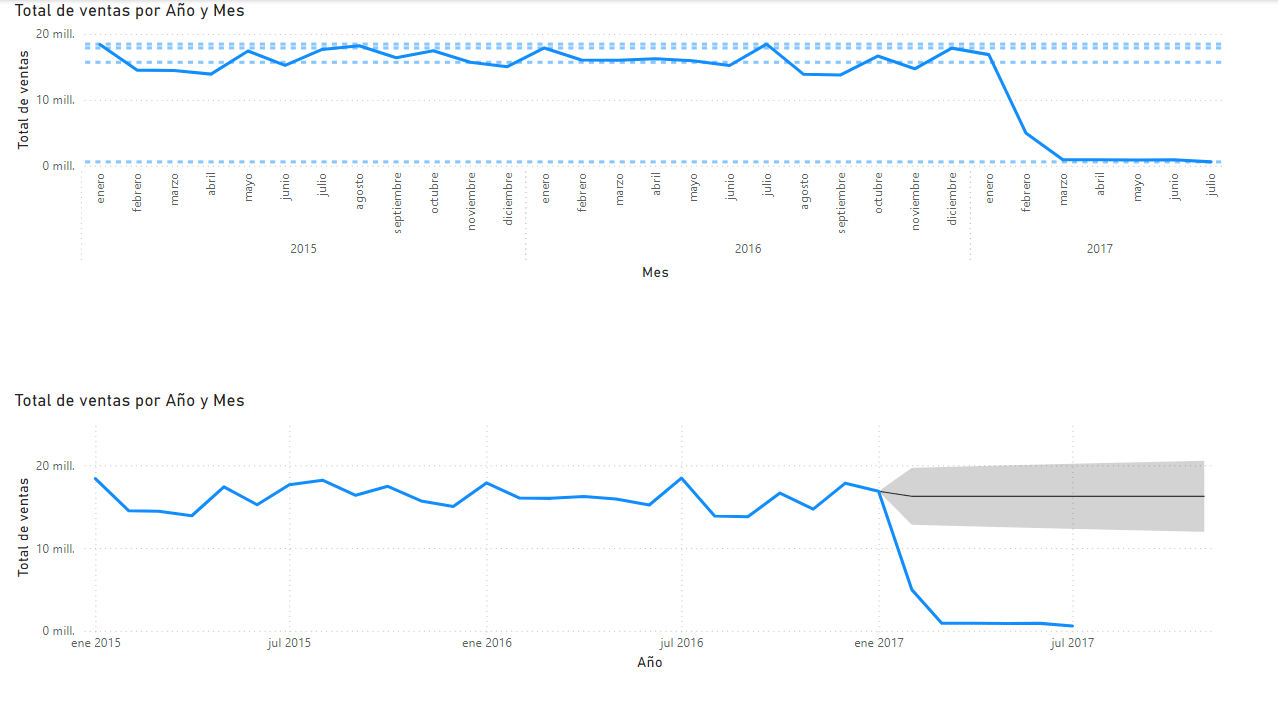 Total de ventas por Año y Mes
20 mill.
10 mill.
0 mill.
Total de ventas
enero febrero marzo abril mayo junio julio agosto septiembre octubre noviembre diciembre enero febrero marzo abril mayo junio julio agosto septiembre octubre noviembre diciembre enero febrero marzo abril mayo junio julio
2015 2016 2017
Mes
Total de ventas por Año y Mes
20 mill.
10 mill.
0 mill.
Total de ventas
ene 2015 jul 2015 ene 2016 jul 2016 ene 2017 jul 2017
Año